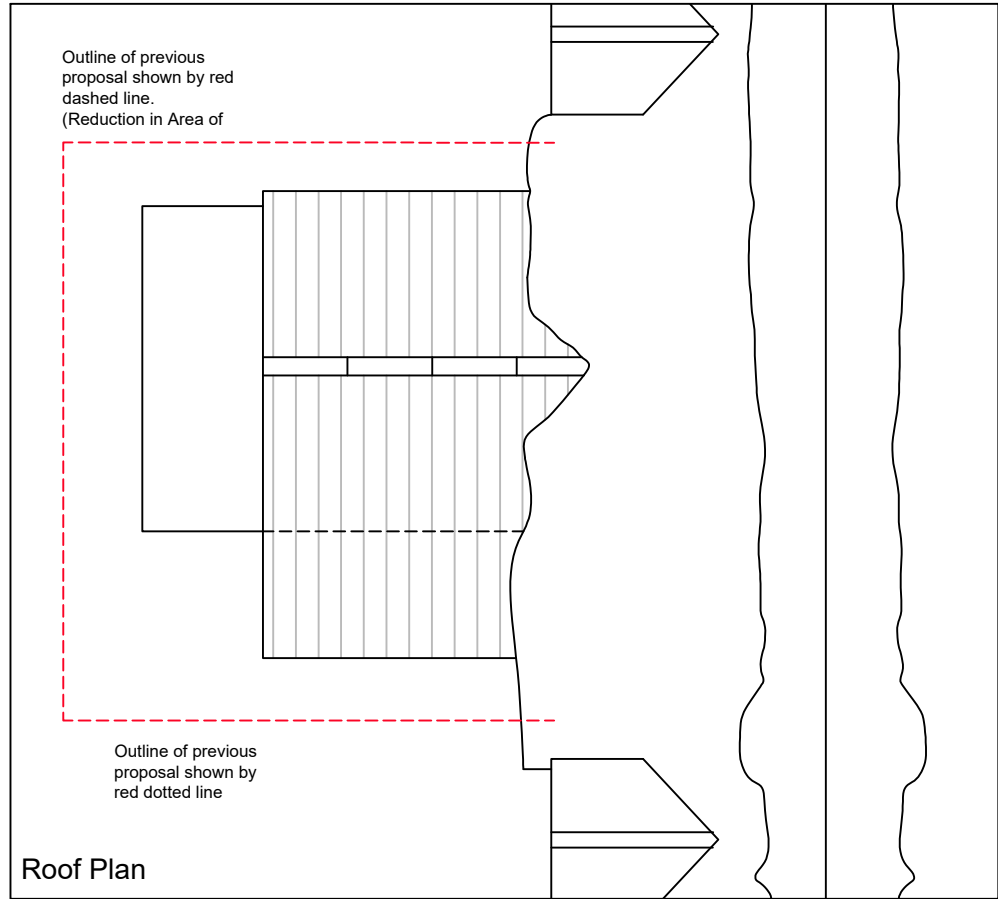 Outline of previous
proposal shown by red
dashed line.
(Reduction in Area of
Outline of previous
proposal shown by
red dotted line
Roof Plan